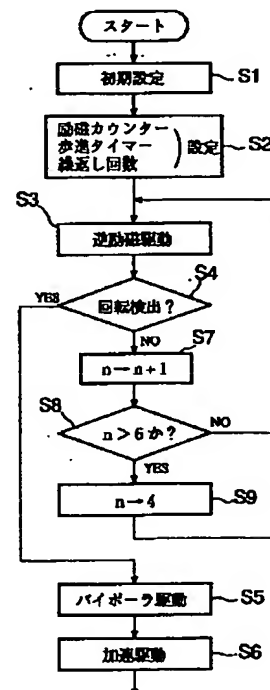 スタート
初期設定
S1
励磁カウンター
歩進タイマー
繰返し回数
設定
S2
S3
逆励磁駆動
S4
回転検出?
YES
NO
S7
n→n+1
S8
n>6か?
NO
YES
n→4
S9
バイポーラ駆動
S5
加速駆動
S6